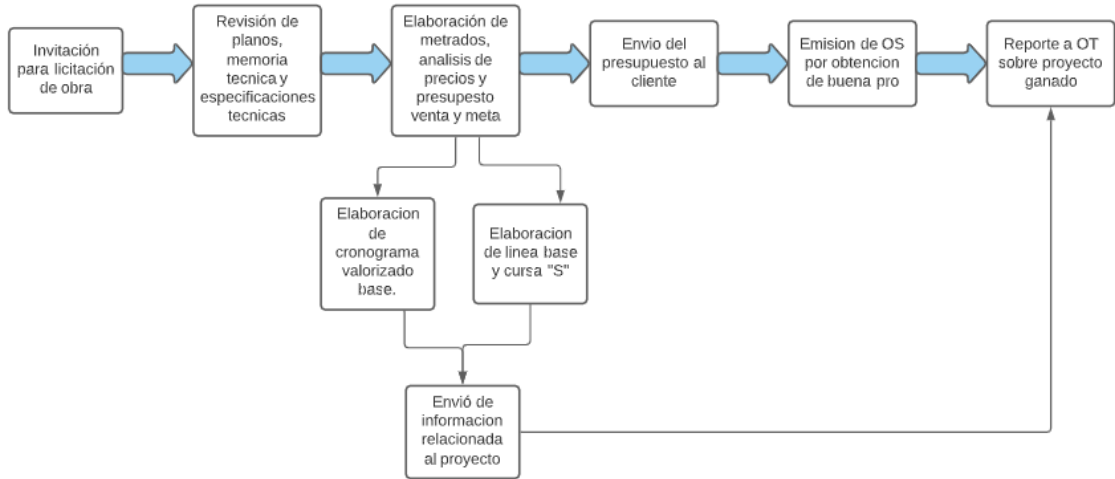 Invitación
para licitación
de obra
Revisión de
planos,
memoria
tecnica y
especificaciones
tecnicas
Elaboración de
metrados,
analisis de
precios y
presupesto
venta y meta
Envio del
presupuesto al
cliente
Emision de OS
por obtencion
de buena pro
Reporte a OT
sobre proyecto
ganado
Elaboracion
de
cronograma
valorizado
base.
Elaboracion
de linea base
y cursa "S"
Envió de
informacion
relacionada
al proyecto